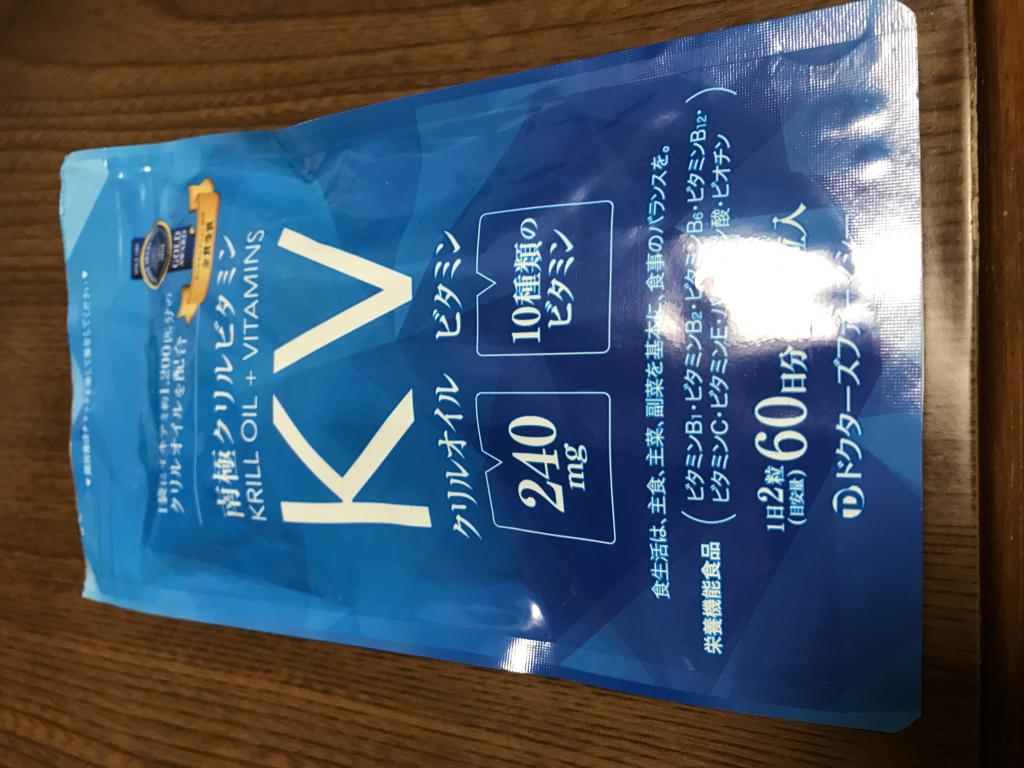 1袋にオキアミ約1,200匹分の
クリルオイルを配合
南極クリルビタミン
KRILL OIL + VITAMINS
KV
クリルオイル ビタミン
240
mg
10種類の
ビタミン
食生活は、主食、主菜、副菜を基本に、食事のバランスを。
栄養機能食品
ビタミンB1・ビタミンB2・ビタミンB6・ビタミンB12・
ビタミンC・ビタミンE・ 酸・ビオチン
1日2粒
(目安量)
60日分
入
ドクターズ